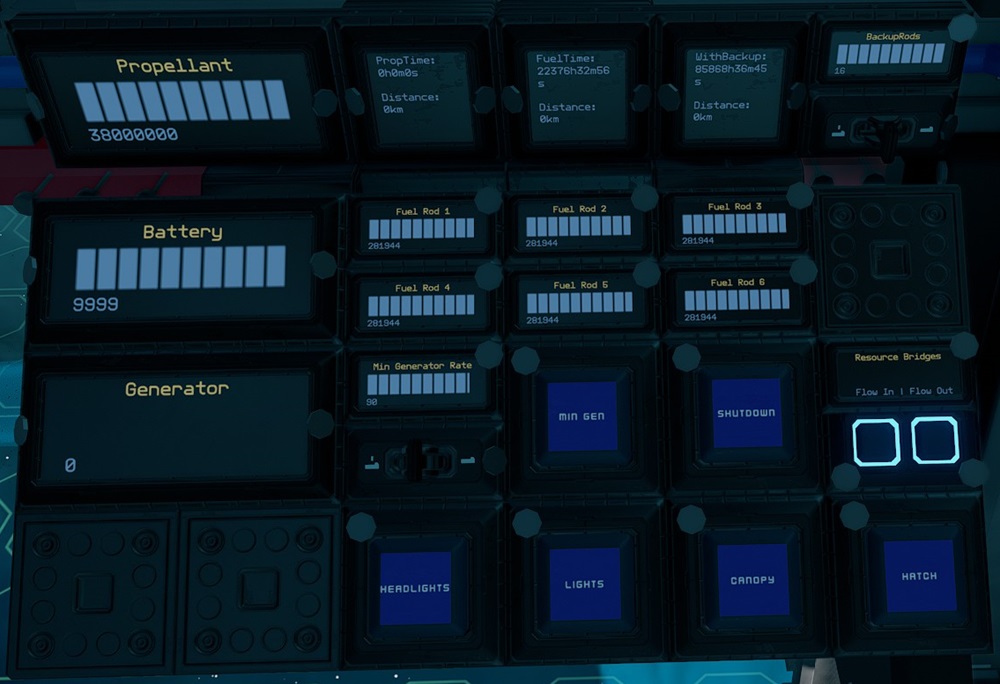 Propellant
38000000
PropTime:
0h0m0s
Distance:
0km
FuelTime:
22376h32m56
s
Distance:
0km
WithBackup:
85868h36m45
s
Distance:
0km
BackupRods
16
Battery
9999
Fuel Rod 1
281944
Fuel Rod 2
281944
Fuel Rod 3
281944
Fuel Rod 4
281944
Fuel Rod 5
281944
Fuel Rod 6
281944
Generator
0
Min Generator Rate
90
MIN GEN
SHUTDOWN
Resource Bridges
Flow In | Flow Out
HEADLIGHTS
LIGHTS
CANOPY
HATCH